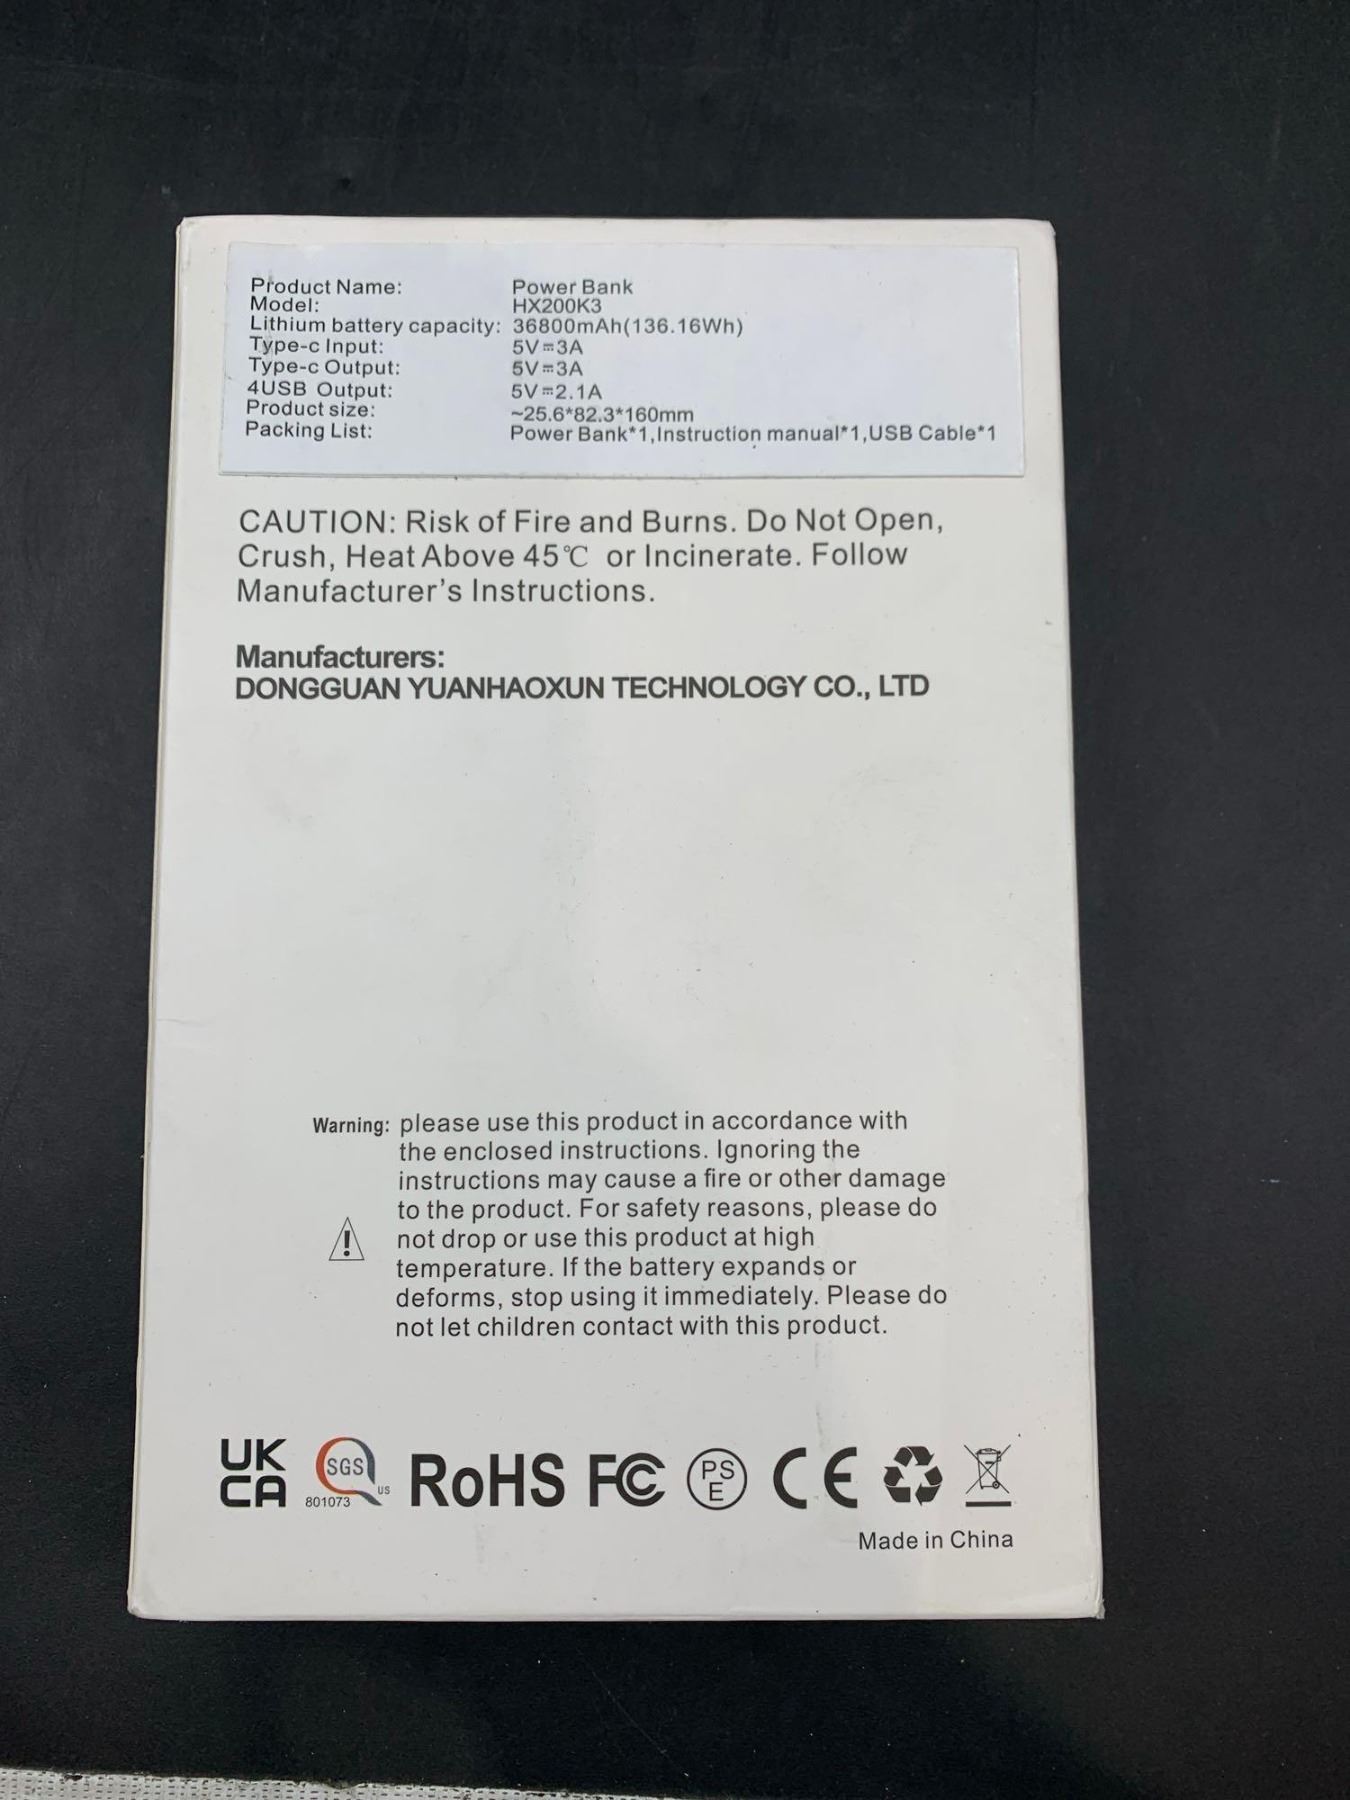 Product Name: Power Bank
Model: HX200K3
Lithium battery capacity: 36800mAh(136.16Wh)
Type-c Input: 5V⎓3A
Type-c Output: 5V⎓3A
4USB Output: 5V⎓2.1A
Product size: ~25.6*82.3*160mm
Packing List: Power Bank*1,Instruction manual*1,USB Cable*1
CAUTION: Risk of Fire and Burns. Do Not Open,
Crush, Heat Above 45℃ or Incinerate. Follow
Manufacturer's Instructions.
Manufacturers:
DONGGUAN YUANHAOXUN TECHNOLOGY CO., LTD
Warning: please use this product in accordance with
the enclosed instructions. Ignoring the
instructions may cause a fire or other damage
to the product. For safety reasons, please do
not drop or use this product at high
temperature. If the battery expands or
deforms, stop using it immediately. Please do
not let children contact with this product.
UK
CA
SGS
US
801073
RoHS FC PS
E CE
Made in China